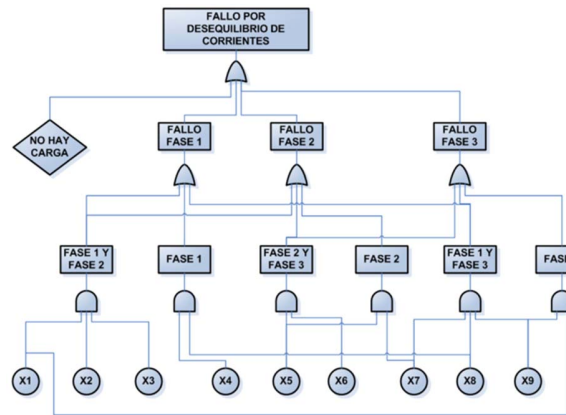 FALLO POR
DESEQUILIBRIO DE
CORRIENTES
NO HAY
CARGA
FALLO
FASE 1
FALLO
FASE 2
FALLO
FASE 3
FASE 1 Y
FASE 2
FASE 1
FASE 2 Y
FASE 3
FASE 2
FASE 1 Y
FASE 3
FASE
X1
X2
X3
X4
X5
X6
X7
X8
X9